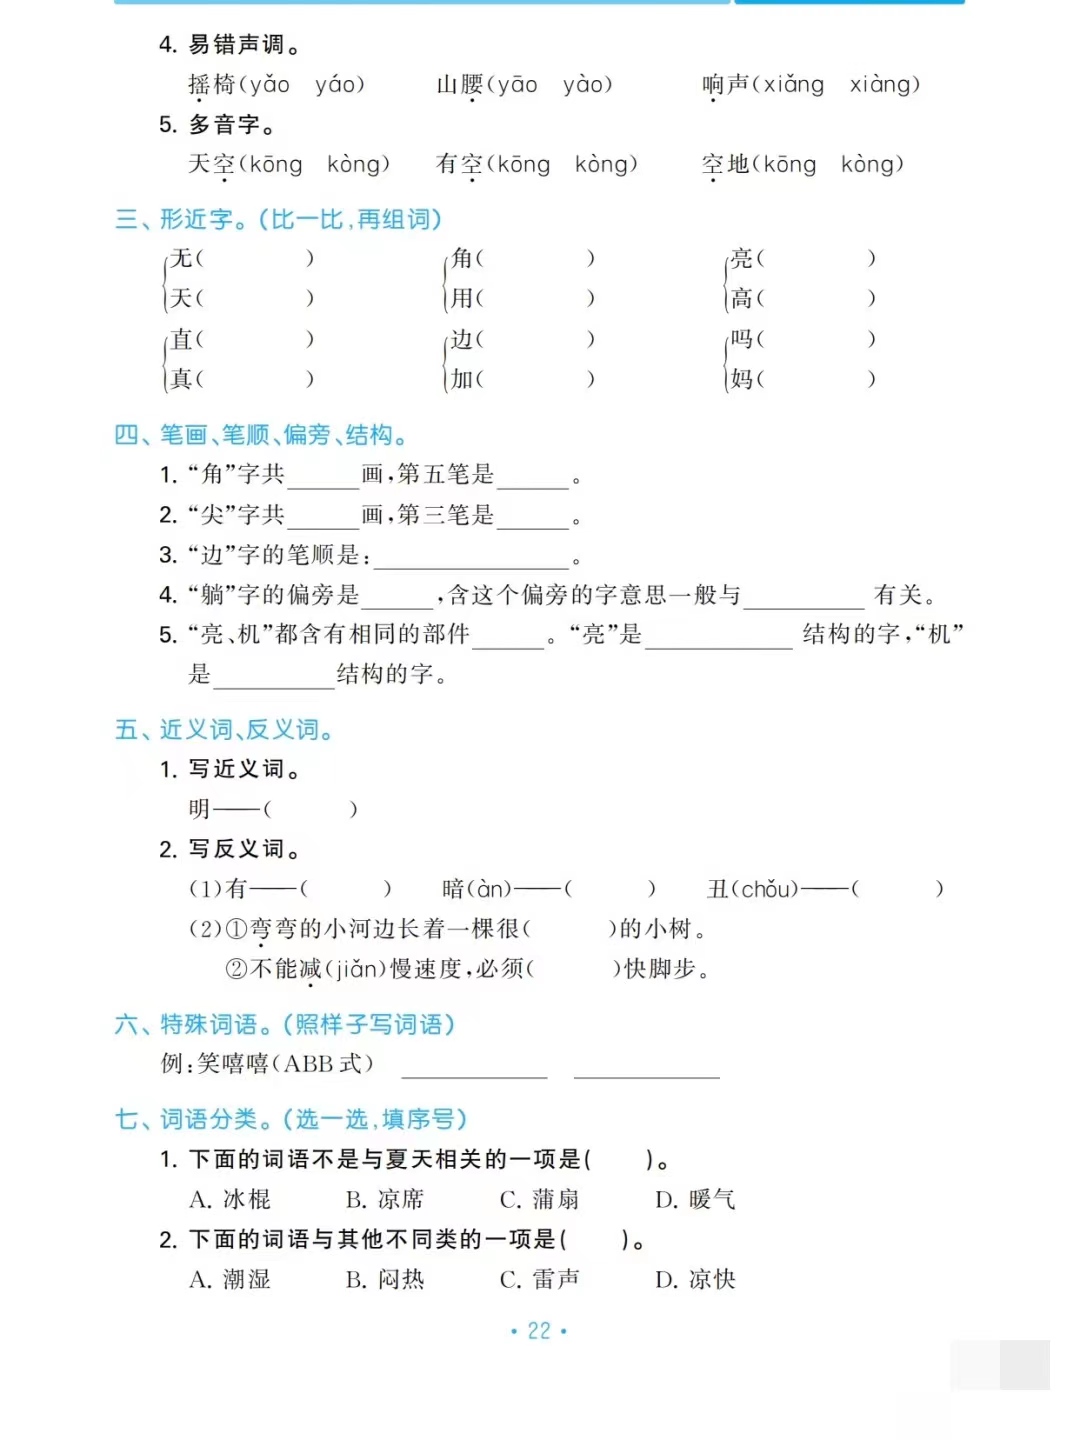 4. 易错声调。
摇椅(yǎo yáo) 山腰(yāo yào) 响声(xiǎng xiàng)
5. 多音字。
天空(kōng kòng) 有空(kōng kòng) 空地(kōng kòng)
三、形近字。(比一比,再组词)
无( ) 角( ) 亮( )
天( ) 用( ) 高( )
直( ) 边( ) 吗( )
真( ) 加( ) 妈( )
四、笔画、笔顺、偏旁、结构。
1. “角”字共______画,第五笔是______。
2. “尖”字共______画,第三笔是______。
3. “边”字的笔顺是:________________。
4. “躺”字的偏旁是______,含这个偏旁的字意思一般与__________ 有关。
5. “亮、机”都含有相同的部件______。“亮”是____________ 结构的字,“机”
是__________结构的字。
五、近义词、反义词。
1. 写近义词。
明——( )
2. 写反义词。
(1)有——( ) 暗(àn)——( ) 丑(chǒu)——( )
(2)①弯弯的小河边长着一棵很( )的小树。
②不能减(jiǎn)慢速度,必须( )快脚步。
六、特殊词语。(照样子写词语)
例:笑嘻嘻(ABB式) ____________ ____________
七、词语分类。(选一选,填序号)
1. 下面的词语不是与夏天相关的一项是( )。
A. 冰棍 B. 凉席 C. 蒲扇 D. 暖气
2. 下面的词语与其他不同类的一项是( )。
A. 潮湿 B. 闷热 C. 雷声 D. 凉快
· 22 ·